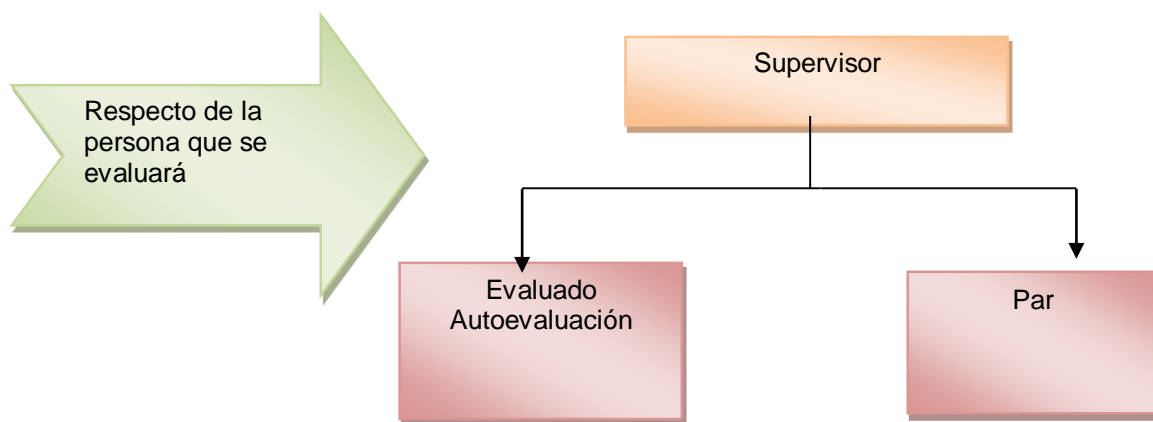 Supervisor
Respecto de la
persona que se
evaluará
Evaluado
Autoevaluación
Par